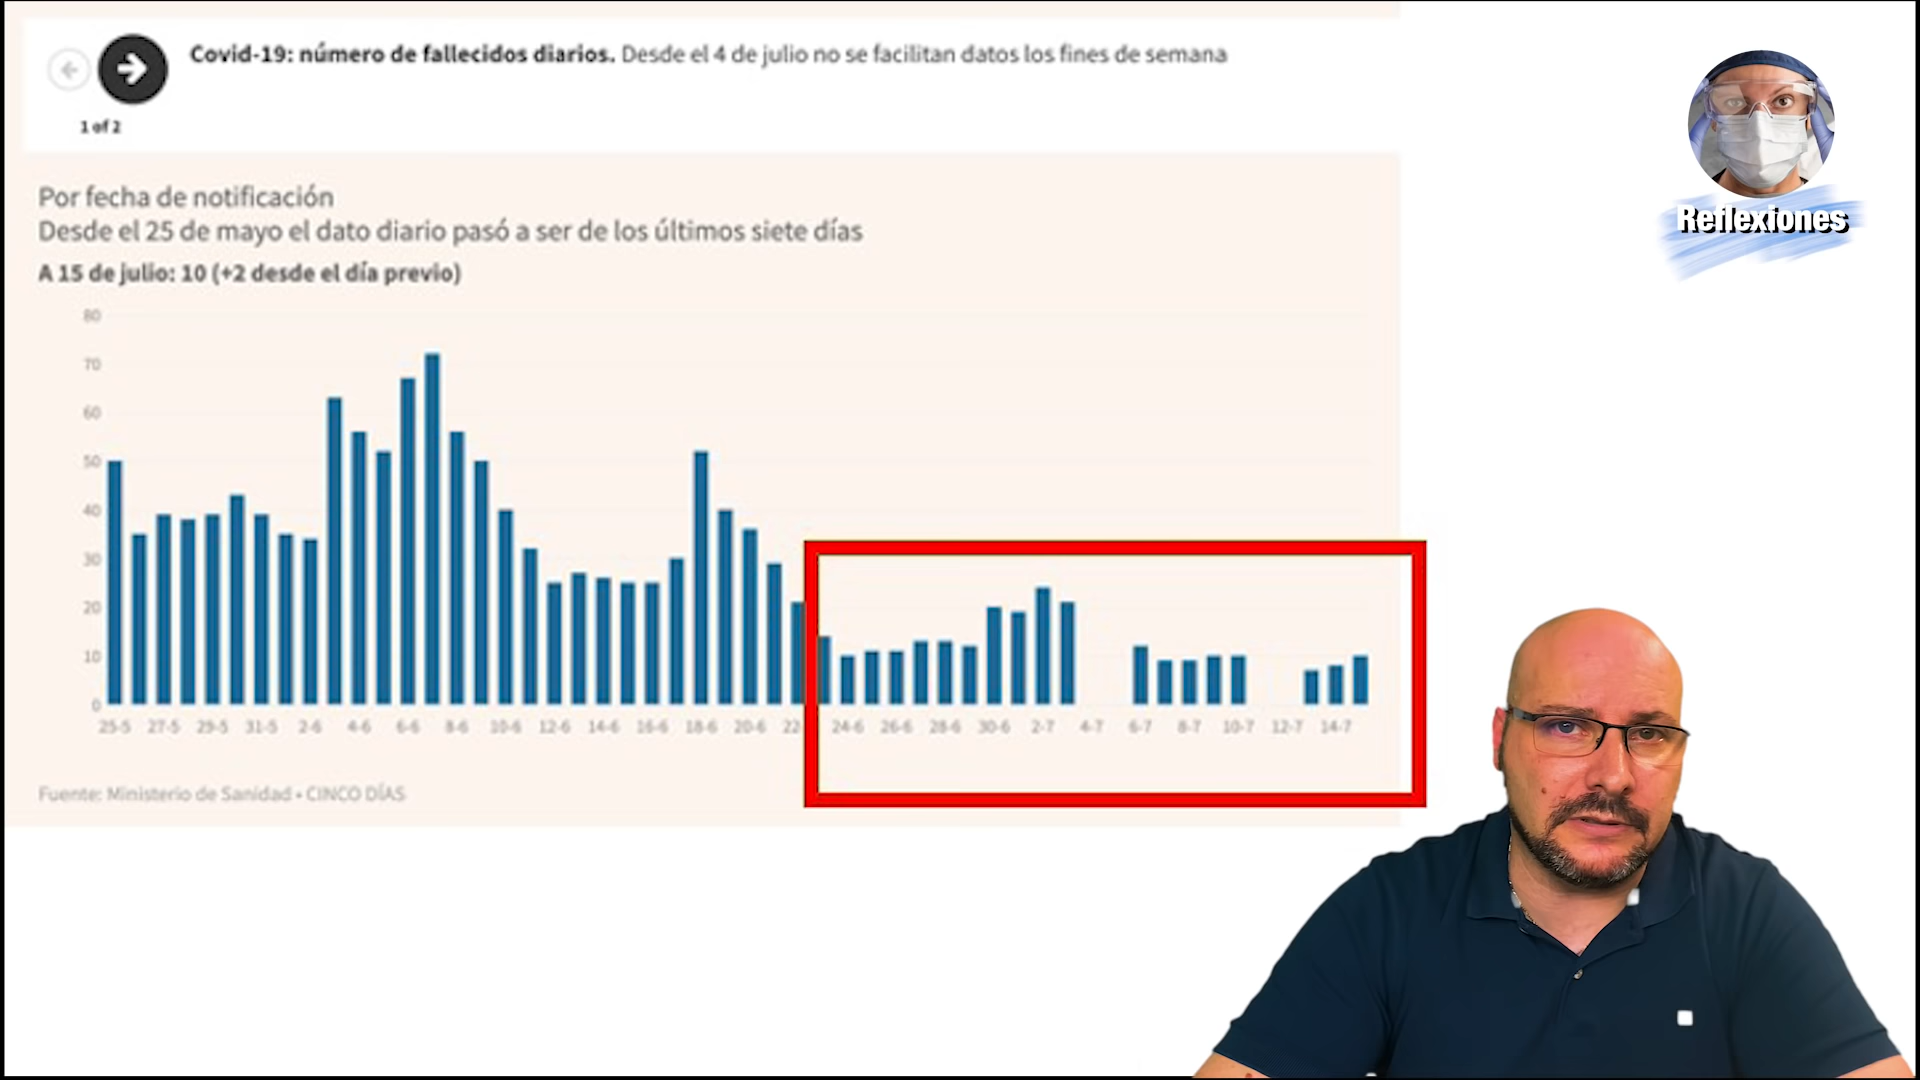 Covid-19: número de fallecidos diarios. Desde el 4 de julio no se facilitan datos los fines de semana
1 of 2
Reflexiones
Por fecha de notificación
Desde el 25 de mayo el dato diario pasó a ser de los últimos siete días
A 15 de julio: 10 (+2 desde el día previo)
80
70
60
50
40
30
20
10
0
25-5 27-5 29-5 31-5 2-6 4-6 6-6 8-6 10-6 12-6 14-6 16-6 18-6 20-6 22 24-6 26-6 28-6 30-6 2-7 4-7 6-7 8-7 10-7 12-7 14-7
Fuente: Ministerio de Sanidad • CINCO DÍAS